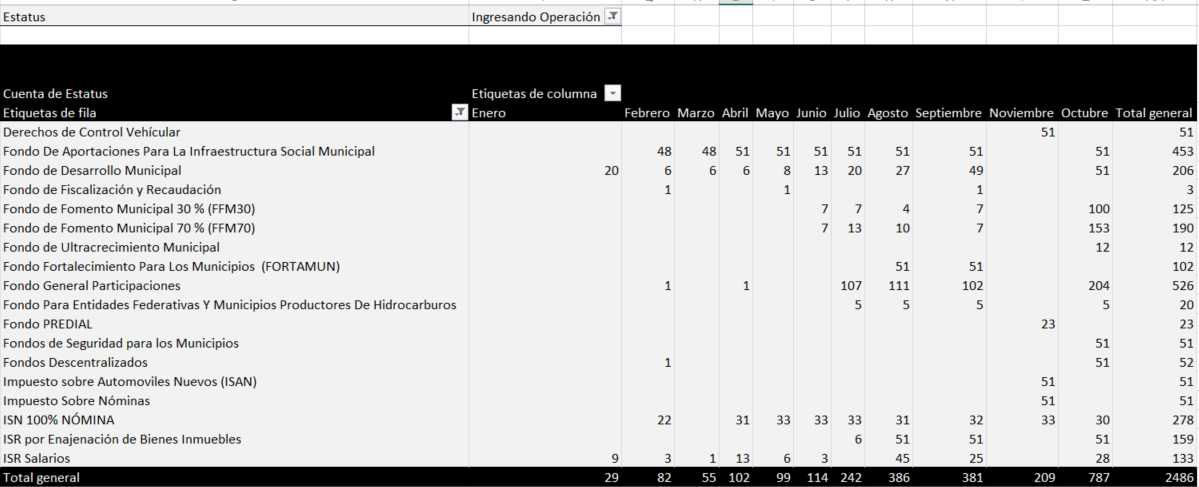 Estatus Ingresando Operación
Cuenta de Estatus Etiquetas de columna
Etiquetas de fila Enero Febrero Marzo Abril Mayo Junio Julio Agosto Septiembre Noviembre Octubre Total general
Derechos de Control Vehícular 51 51
Fondo De Aportaciones Para La Infraestructura Social Municipal 48 48 51 51 51 51 51 51 51 453
Fondo de Desarrollo Municipal 20 6 6 6 8 13 20 27 49 51 206
Fondo de Fiscalización y Recaudación 1 1 1 3
Fondo de Fomento Municipal 30 % (FFM30) 7 7 4 7 100 125
Fondo de Fomento Municipal 70 % (FFM70) 7 13 10 7 153 190
Fondo de Ultracrecimiento Municipal 12 12
Fondo Fortalecimiento Para Los Municipios (FORTAMUN) 51 51 102
Fondo General Participaciones 1 1 107 111 102 204 526
Fondo Para Entidades Federativas Y Municipios Productores De Hidrocarburos 5 5 5 5 20
Fondo PREDIAL 23 23
Fondos de Seguridad para los Municipios 51 51
Fondos Descentralizados 1 51 52
Impuesto sobre Automoviles Nuevos (ISAN) 51 51
Impuesto Sobre Nóminas 51 51
ISN 100% NÓMINA 22 31 33 33 33 31 32 33 30 278
ISR por Enajenación de Bienes Inmuebles 6 51 51 51 159
ISR Salarios 9 3 1 13 6 3 45 25 28 133
Total general 29 82 55 102 99 114 242 386 381 209 787 2486